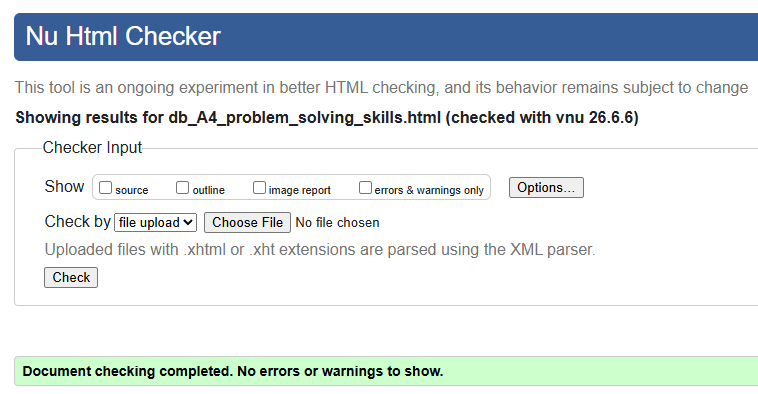 Nu Html Checker
This tool is an ongoing experiment in better HTML checking, and its behavior remains subject to change
Showing results for db_A4_problem_solving_skills.html (checked with vnu 26.6.6)
Checker Input
Show source outline image report errors & warnings only Options...
Check by file upload Choose File No file chosen
Uploaded files with .xhtml or .xht extensions are parsed using the XML parser.
Check
Document checking completed. No errors or warnings to show.